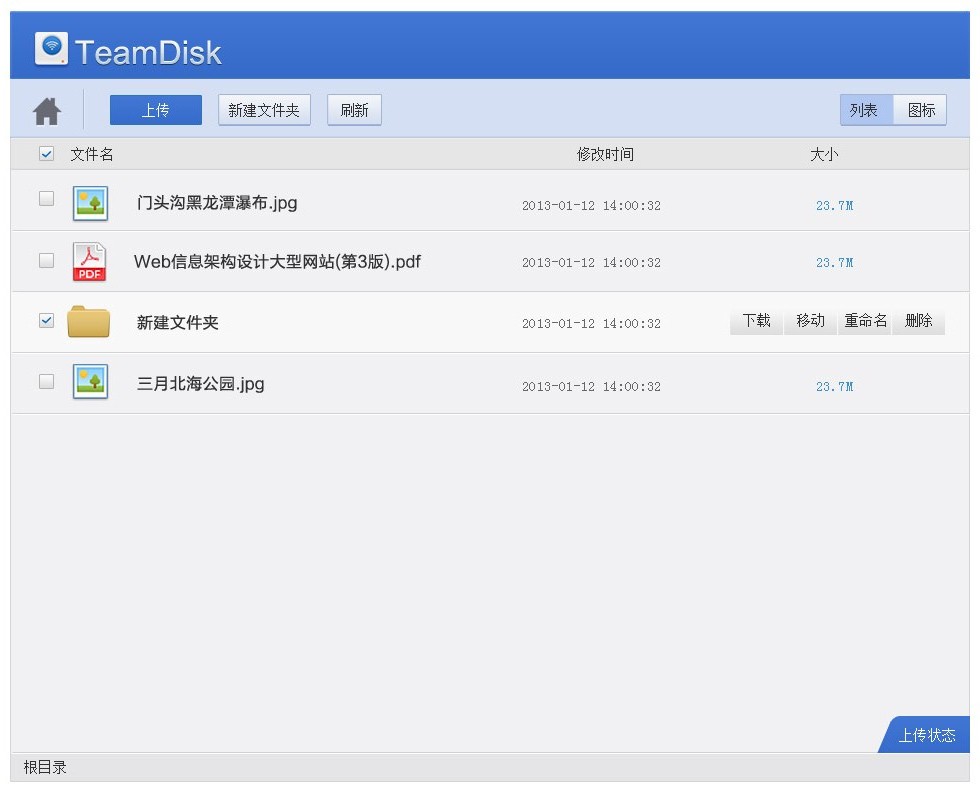 TeamDisk
上传 新建文件夹 刷新 列表 图标
文件名 修改时间 大小
门头沟黑龙潭瀑布.jpg 2013-01-12 14:00:32 23.7M
PDF Web信息架构设计大型网站(第3版).pdf 2013-01-12 14:00:32 23.7M
新建文件夹 2013-01-12 14:00:32 下载 移动 重命名 删除
三月北海公园.jpg 2013-01-12 14:00:32 23.7M
上传状态
根目录